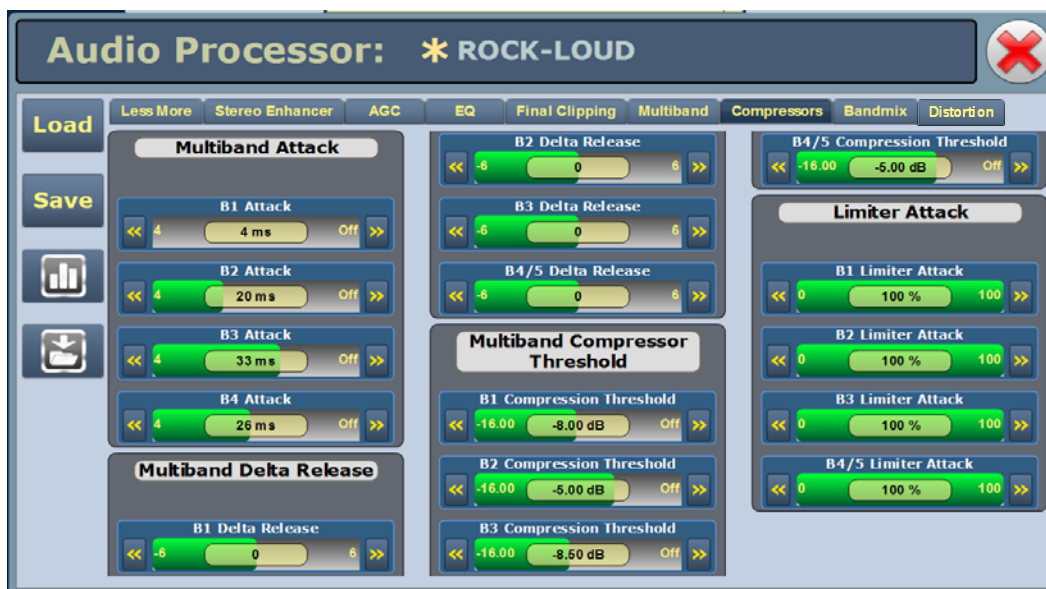 Audio Processor: * ROCK-LOUD
Load
Save
Less More Stereo Enhancer AGC EQ Final Clipping Multiband Compressors Bandmix Distortion
Multiband Attack
B1 Attack
4 4 ms Off
B2 Attack
4 20 ms Off
B3 Attack
4 33 ms Off
B4 Attack
4 26 ms Off
Multiband Delta Release
B1 Delta Release
-6 0 6
B2 Delta Release
-6 0 6
B3 Delta Release
-6 0 6
B4/5 Delta Release
-6 0 6
Multiband Compressor
Threshold
B1 Compression Threshold
-16.00 -8.00 dB Off
B2 Compression Threshold
-16.00 -5.00 dB Off
B3 Compression Threshold
-16.00 -8.50 dB Off
B4/5 Compression Threshold
-16.00 -5.00 dB Off
Limiter Attack
B1 Limiter Attack
0 100 % 100
B2 Limiter Attack
0 100 % 100
B3 Limiter Attack
0 100 % 100
B4/5 Limiter Attack
0 100 % 100